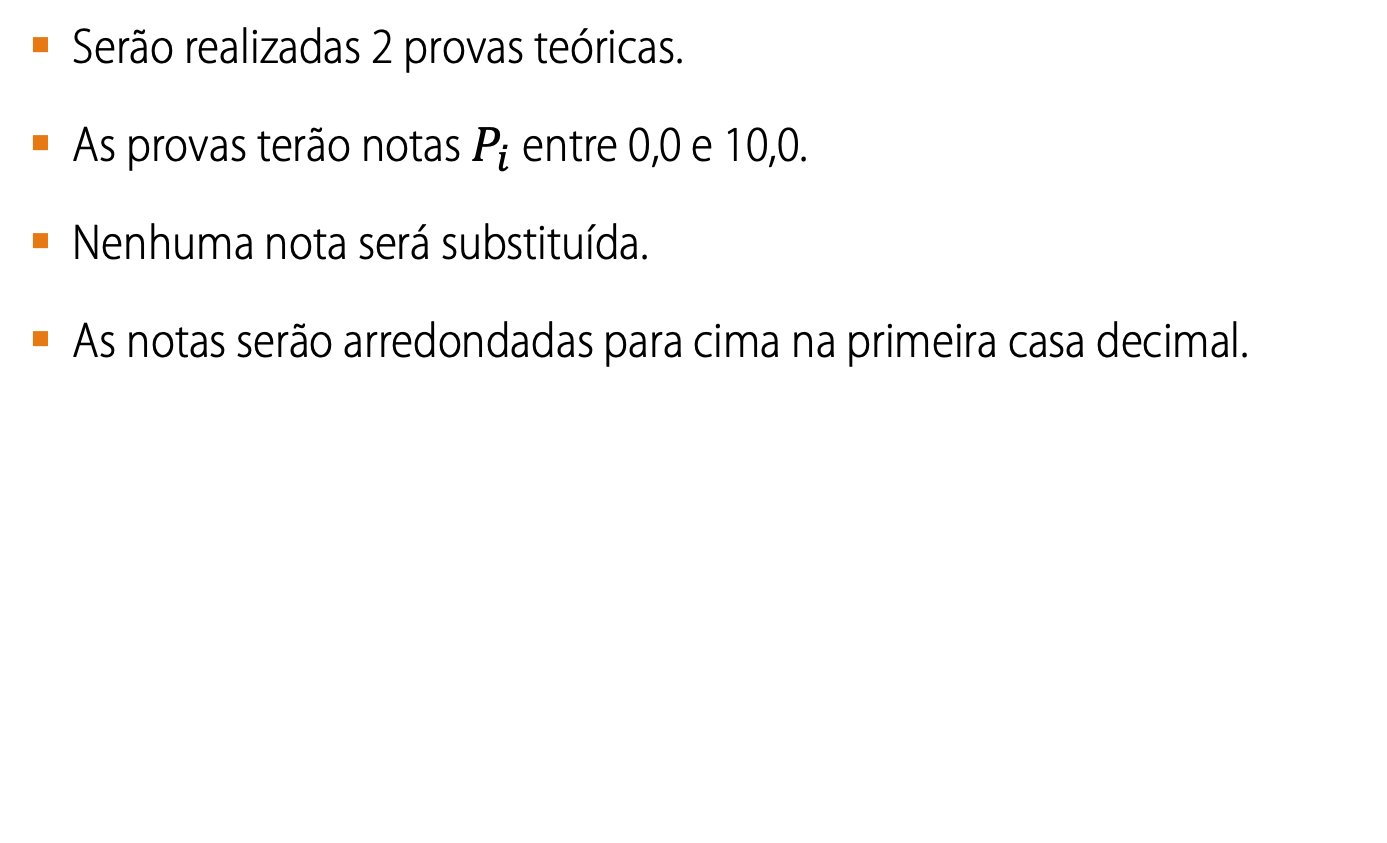 ▪ Serão realizadas 2 provas teóricas.
▪ As provas terão notas P_i entre 0,0 e 10,0.
▪ Nenhuma nota será substituída.
▪ As notas serão arredondadas para cima na primeira casa decimal.